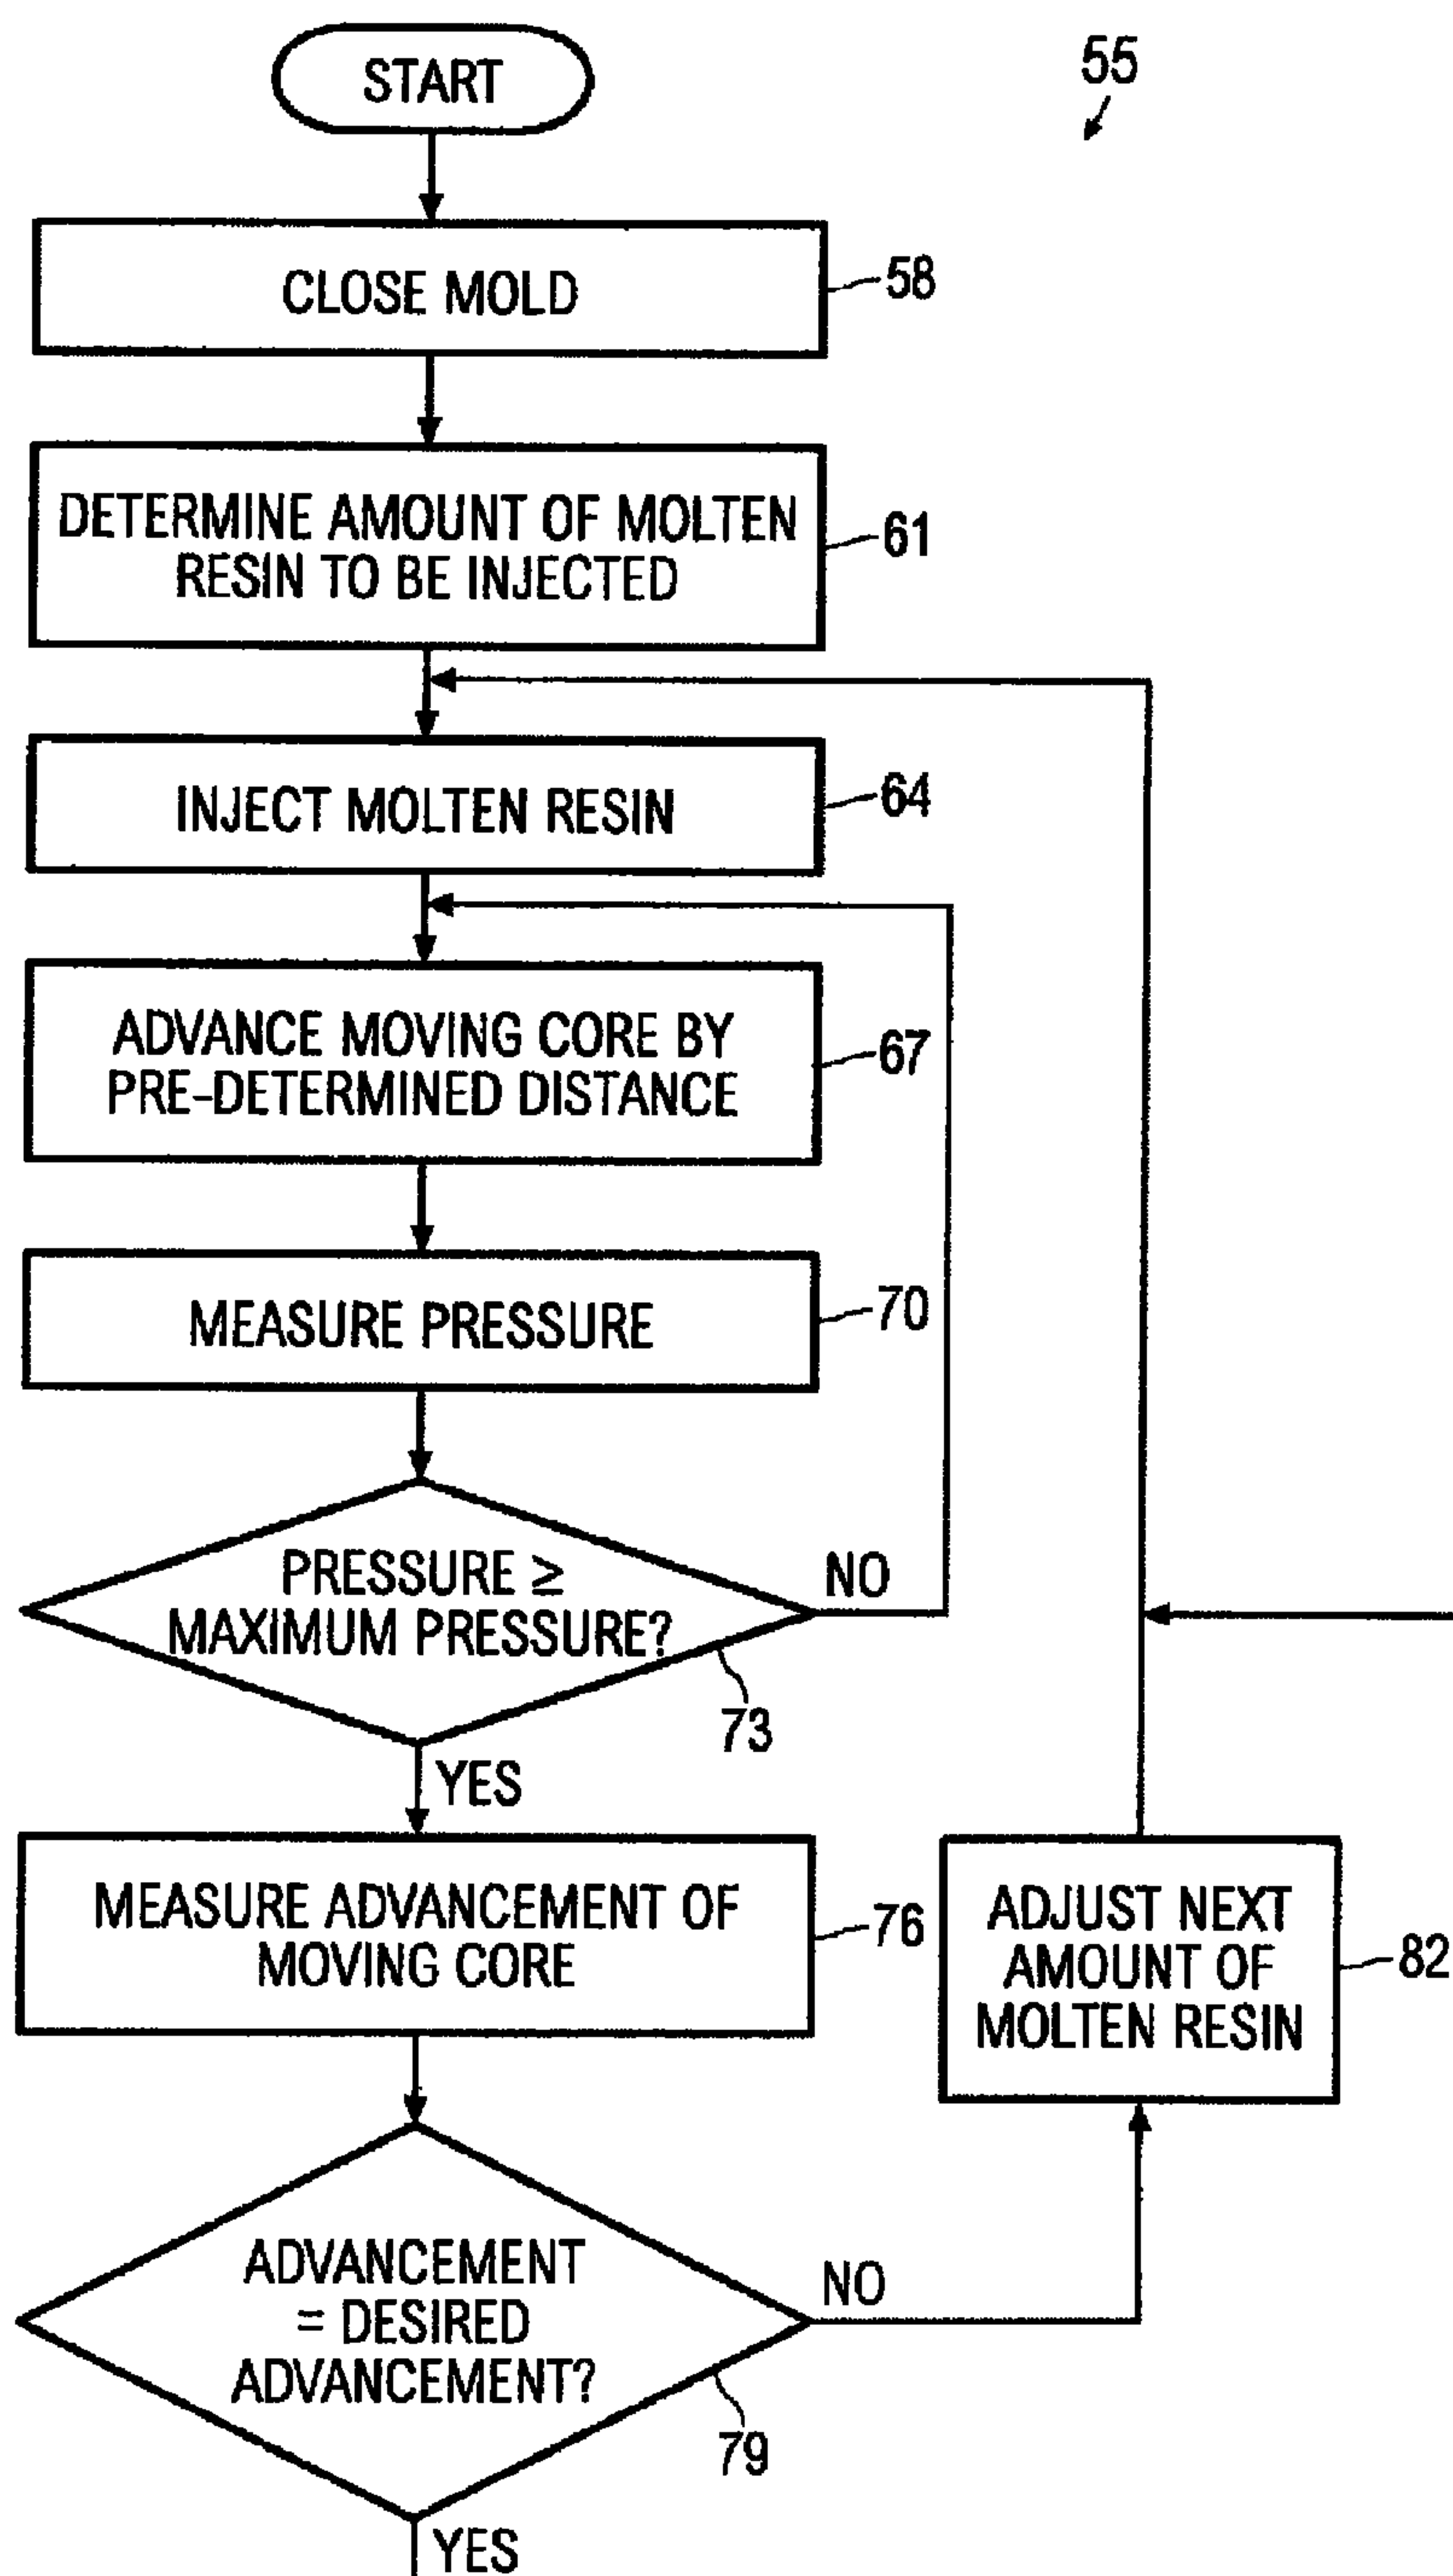 START
55
CLOSE MOLD
58
DETERMINE AMOUNT OF MOLTEN
RESIN TO BE INJECTED
61
INJECT MOLTEN RESIN
64
ADVANCE MOVING CORE BY
PRE-DETERMINED DISTANCE
67
MEASURE PRESSURE
70
PRESSURE ≥
MAXIMUM PRESSURE?
NO
73
YES
MEASURE ADVANCEMENT OF
MOVING CORE
76
ADJUST NEXT
AMOUNT OF
MOLTEN RESIN
82
ADVANCEMENT
= DESIRED
ADVANCEMENT?
NO
79
YES